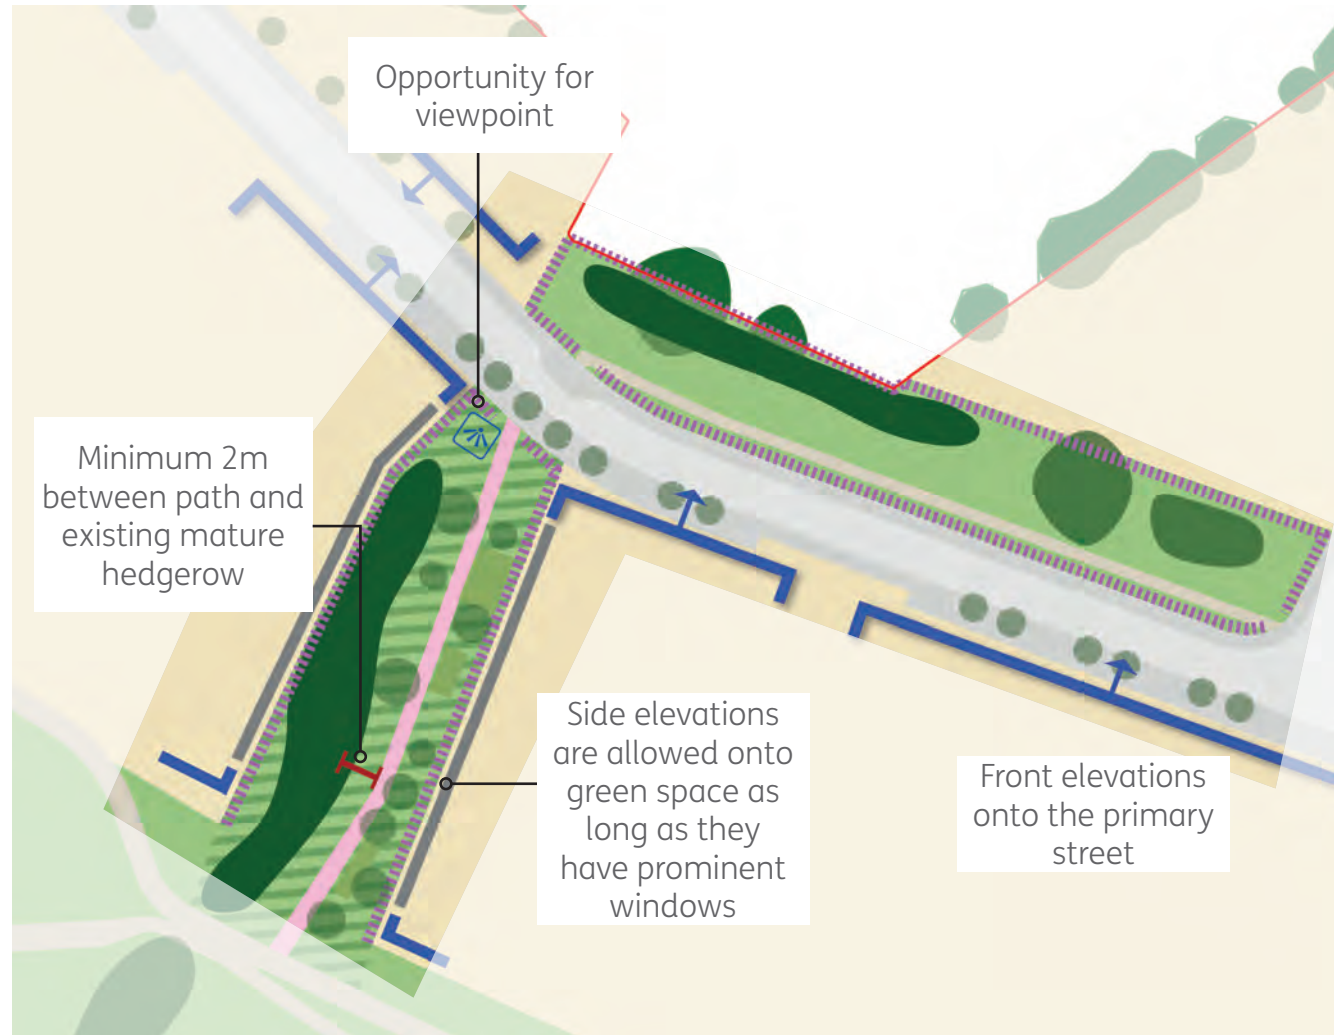 Opportunity for
viewpoint
Minimum 2m
between path and
existing mature
hedgerow
Side elevations
are allowed onto
green space as
long as they
have prominent
windows
Front elevations
onto the primary
street